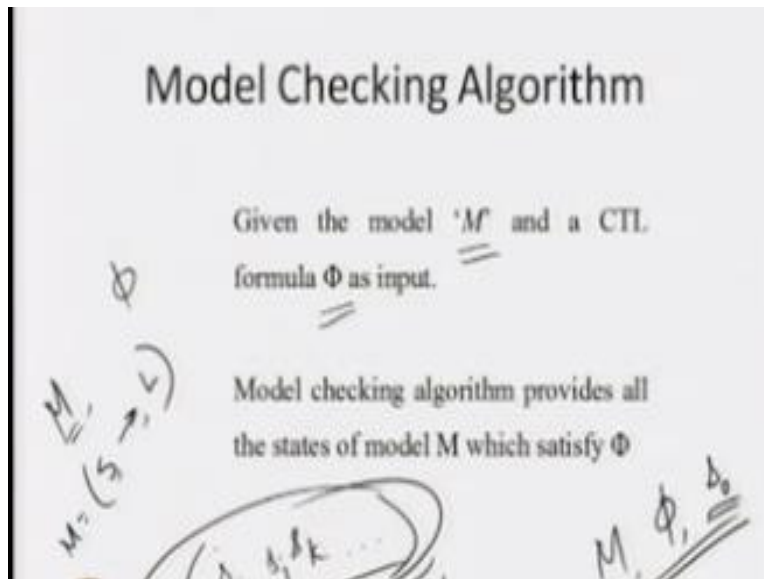 Model Checking Algorithm
Given the model 'M' and a CTL
formula Φ as input.
ϕ
Model checking algorithm provides all
the states of model M which satisfy Φ
M,
M = (S, →, L)
M, ϕ, s₀